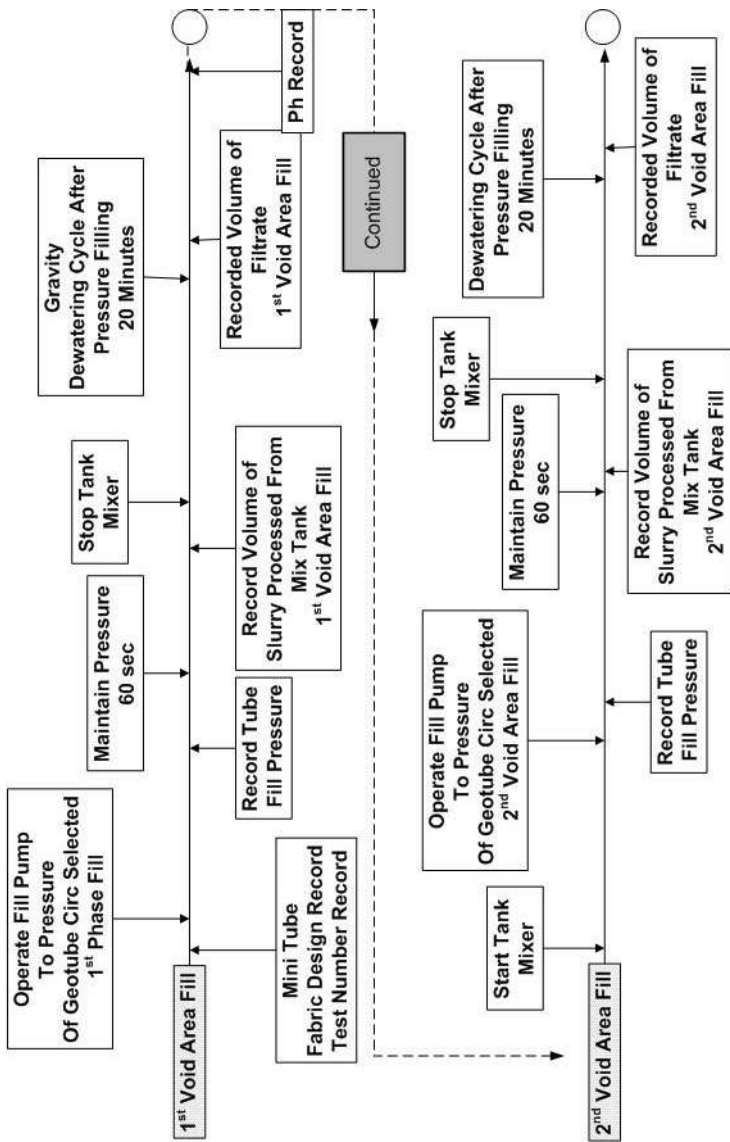 1st Void Area Fill
Operate Fill Pump
To Pressure
Of Geotube Circ Selected
1st Phase Fill
Mini Tube
Fabric Design Record
Test Number Record
Record Tube
Fill Pressure
Maintain Pressure
60 sec
Record Volume of
Slurry Processed From
Mix Tank
1st Void Area Fill
Stop Tank
Mixer
Gravity
Dewatering Cycle After
Pressure Filling
20 Minutes
Recorded Volume of
Filtrate
1st Void Area Fill
Ph Record
Continued
2nd Void Area Fill
Start Tank
Mixer
Operate Fill Pump
To Pressure
Of Geotube Circ Selected
2nd Void Area Fill
Record Tube
Fill Pressure
Maintain Pressure
60 sec
Record Volume of
Slurry Processed From
Mix Tank
2nd Void Area Fill
Stop Tank
Mixer
Dewatering Cycle After
Pressure Filling
20 Minutes
Recorded Volume of
Filtrate
2nd Void Area Fill